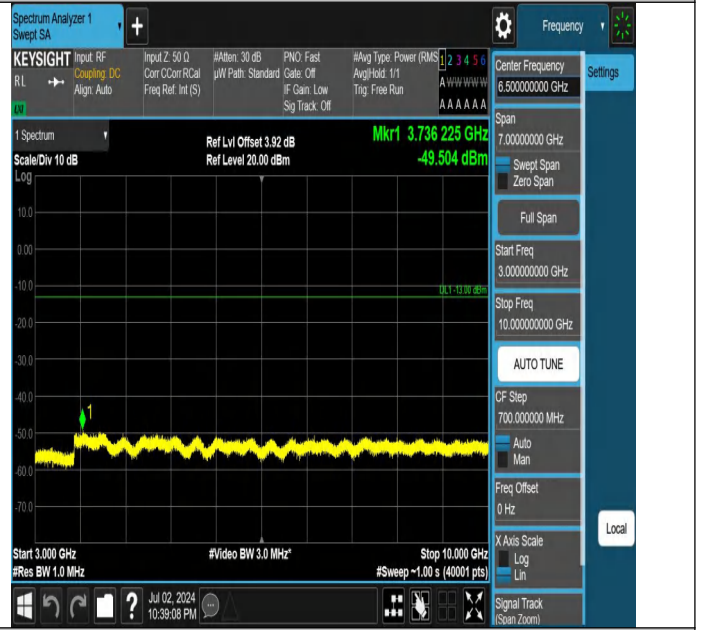 Spectrum Analyzer 1
Swept SA
+
Frequency
KEYSIGHT
RL
LXI
Input: RF
Coupling: DC
Align: Auto
Input Z: 50 Ω
Corr CCorr RCal
Freq Ref: Int (S)
#Atten: 30 dB
µW Path: Standard
PNO: Fast
Gate: Off
IF Gain: Low
Sig Track: Off
#Avg Type: Power (RMS
Avg|Hold: 1/1
Trig: Free Run
1 2 3 4 5 6
A W W W W W
A A A A A A
1 Spectrum
Scale/Div 10 dB
Ref Lvl Offset 3.92 dB
Ref Level 20.00 dBm
Mkr1 3.736 225 GHz
-49.504 dBm
Log
10.0
0.00
-10.0
DL1 -13.00 dBm
-20.0
-30.0
-40.0
1
-50.0
-60.0
-70.0
Start 3.000 GHz
#Res BW 1.0 MHz
#Video BW 3.0 MHz*
Stop 10.000 GHz
#Sweep ~1.00 s (40001 pts)
?
Jul 02, 2024
10:39:08 PM
Center Frequency
6.500000000 GHz
Settings
Span
7.00000000 GHz
Swept Span
Zero Span
Full Span
Start Freq
3.000000000 GHz
Stop Freq
10.000000000 GHz
AUTO TUNE
CF Step
700.000000 MHz
Auto
Man
Freq Offset
0 Hz
X Axis Scale
Log
Lin
Local
Signal Track
(Span Zoom)